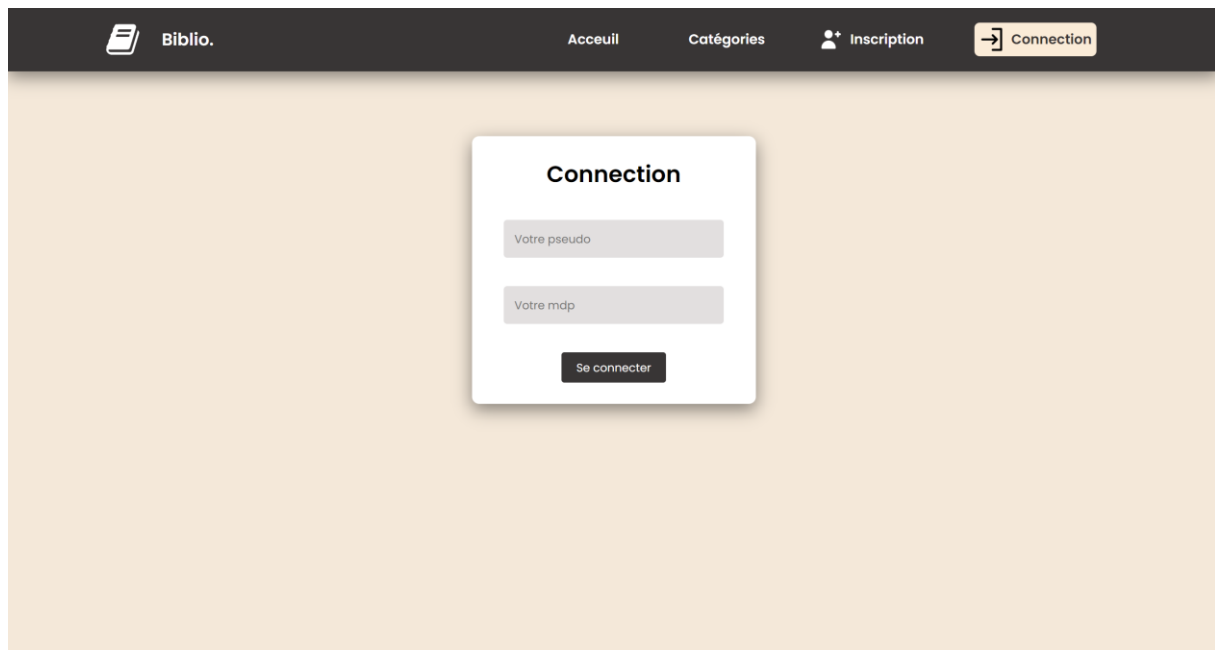 Biblio.
Acceuil
Catégories
Inscription
Connection
Connection
Votre pseudo
Votre mdp
Se connecter